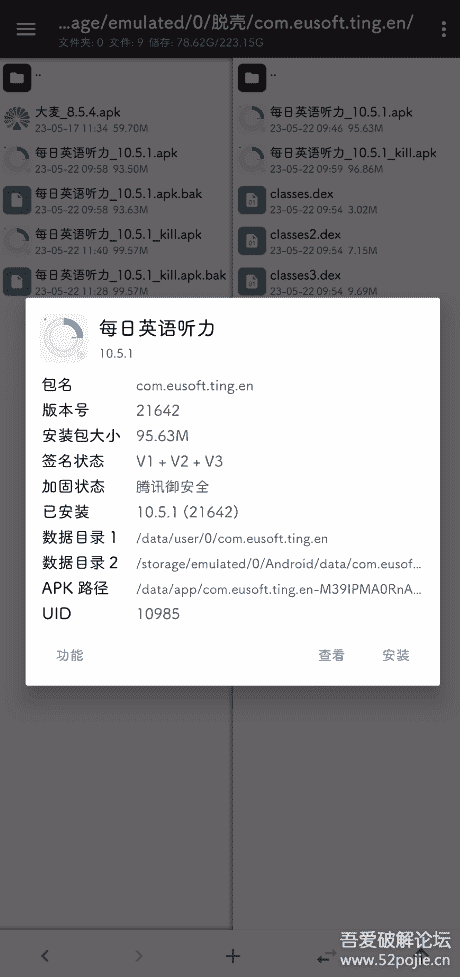 ...age/emulated/0/脱壳/com.eusoft.ting.en/
文件夹: 0 文件: 9 储存: 78.62G/223.15G
..
大麦_8.5.4.apk
23-05-17 11:34 59.70M
每日英语听力_10.5.1.apk
23-05-22 09:58 93.50M
每日英语听力_10.5.1.apk.bak
23-05-22 09:58 93.63M
每日英语听力_10.5.1_kill.apk
23-05-22 11:40 99.57M
每日英语听力_10.5.1_kill.apk.bak
23-05-22 11:28 99.57M
..
每日英语听力_10.5.1.apk
23-05-22 09:46 95.63M
每日英语听力_10.5.1_kill.apk
23-05-22 09:59 96.86M
classes.dex
23-05-22 09:54 3.02M
classes2.dex
23-05-22 09:54 7.15M
classes3.dex
23-05-22 09:54 9.69M
每日英语听力
10.5.1
包名 com.eusoft.ting.en
版本号 21642
安装包大小 95.63M
签名状态 V1 + V2 + V3
加固状态 腾讯御安全
已安装 10.5.1 (21642)
数据目录 1 /data/user/0/com.eusoft.ting.en
数据目录 2 /storage/emulated/0/Android/data/com.eusof...
APK 路径 /data/app/com.eusoft.ting.en-M39IPMA0RnA...
UID 10985
功能 查看 安装
吾爱破解论坛
www.52pojie.cn